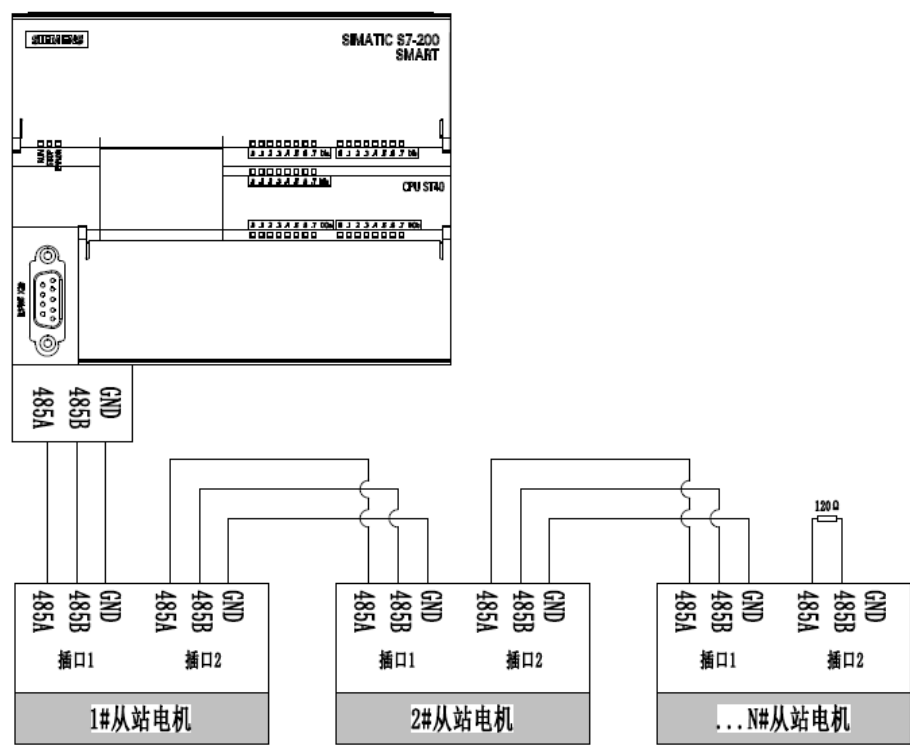 SIEMENS
SIMATIC S7-200
SMART
RUN
STOP
ERROR
CPU ST40
485A
485B
GND
120Ω
485A
485B
GND
485A
485B
GND
插口1
插口2
1#从站电机
485A
485B
GND
485A
485B
GND
插口1
插口2
2#从站电机
485A
485B
GND
485A
485B
GND
插口1
插口2
...N#从站电机